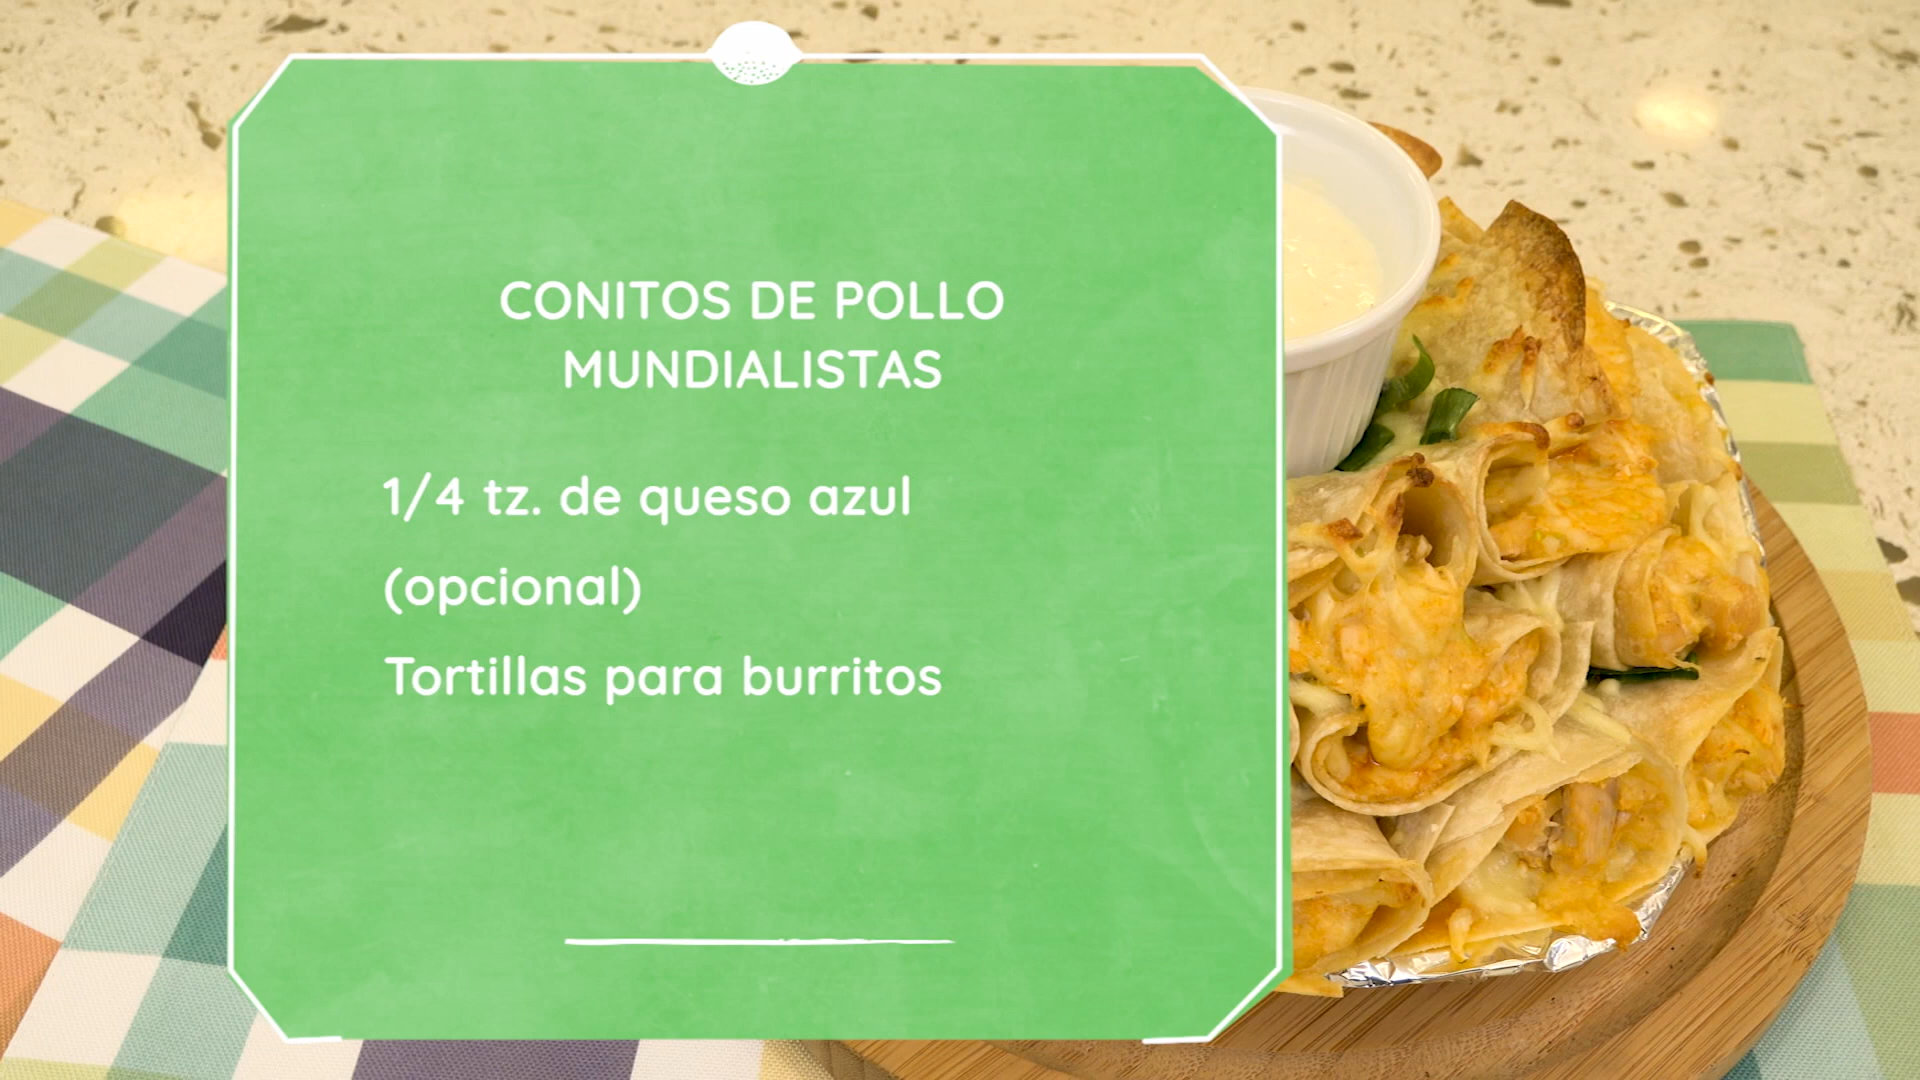 CONITOS DE POLLO
MUNDIALISTAS
1/4 tz. de queso azul
(opcional)
Tortillas para burritos